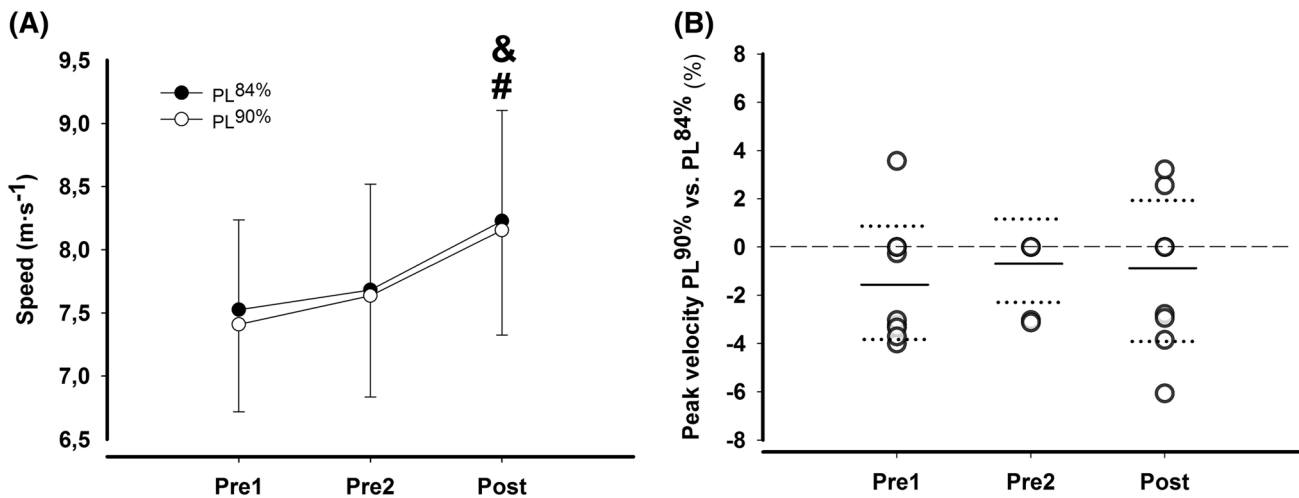 (A)
Speed (m·s-1)
9,5
9,0
8,5
8,0
7,5
7,0
6,5
PL84%
PL90%
&
#
Pre1 Pre2 Post
(B)
Peak velocity PL90% vs. PL84% (%)
8
6
4
2
0
-2
-4
-6
-8
Pre1 Pre2 Post